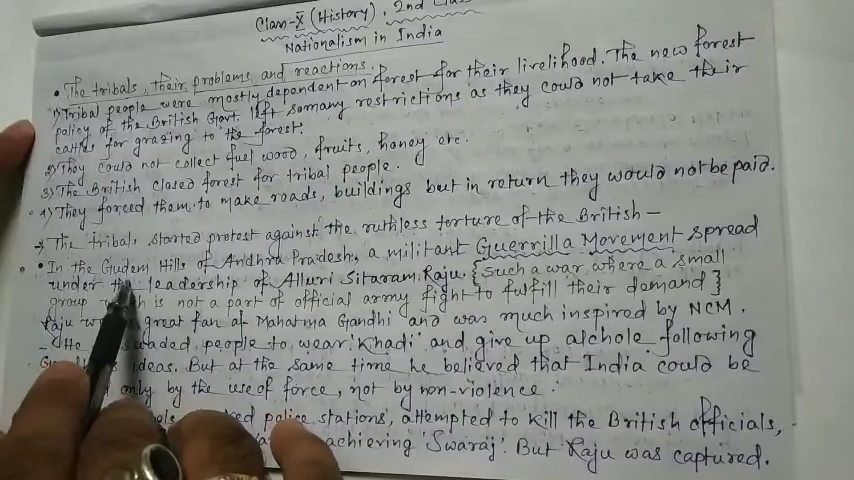 Class-X (History). 2nd Class
Nationalism in India
• The tribals, their problems and reactions.
1) Tribal people were mostly dependent on forest for their livelihood. The new forest
policy of the British Govt. left somany restrictions as they could not take their
cattles for grazing to the forest.
2) They could not collect fuel wood, fruits, honey etc.
3) The British closed forest for tribal people.
4) They forced them to make roads, buildings but in return they would not be paid.
→ The tribal, started protest against the ruthless torture of the British —
• In the Gudem Hills of Andhra Pradesh, a militant Guerrilla Movement spread
under the leadership of Alluri Sitaram Raju. {Such a war where a small
group which is not a part of official army fight to fulfill their demand}
Raju great fan of Mahatma Gandhi and was much inspired by NCM.
- He people to wear 'Khadi' and give up alchole following
ideas. But at the same time he believed that India could be
only by the use of force, not by non-violence.
police stations, attempted to kill the British officials,
achieving 'Swaraj'. But Raju was captured.